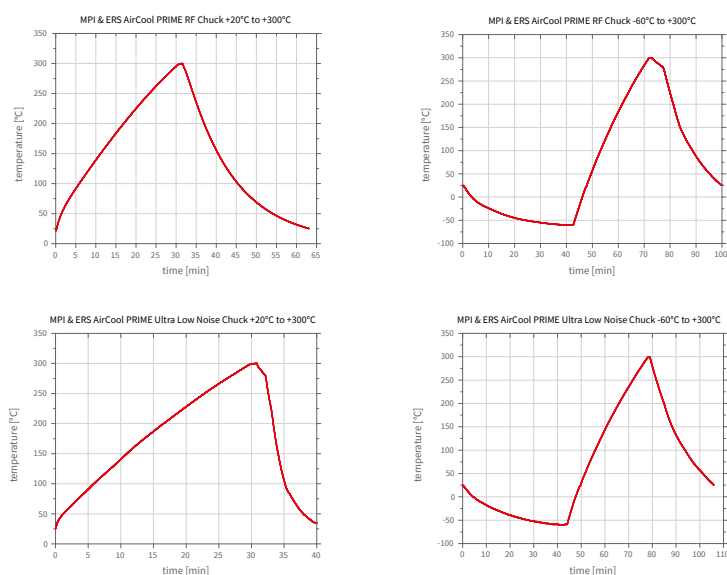 MPI & ERS AirCool PRIME RF Chuck +20°C to +300°C
350
300
250
200
150
100
50
0
temperature [°C]
0 5 10 15 20 25 30 35 40 45 50 55 60 65
time [min]
MPI & ERS AirCool PRIME RF Chuck -60°C to +300°C
350
300
250
200
150
100
50
0
-50
-100
temperature [°C]
0 10 20 30 40 50 60 70 80 90 100
time [min]
MPI & ERS AirCool PRIME Ultra Low Noise Chuck +20°C to +300°C
350
300
250
200
150
100
50
0
temperature [°C]
0 5 10 15 20 25 30 35 40
time [min]
MPI & ERS AirCool PRIME Ultra Low Noise Chuck -60°C to +300°C
350
300
250
200
150
100
50
0
-50
-100
temperature [°C]
0 10 20 30 40 50 60 70 80 90 100 110
time [min]